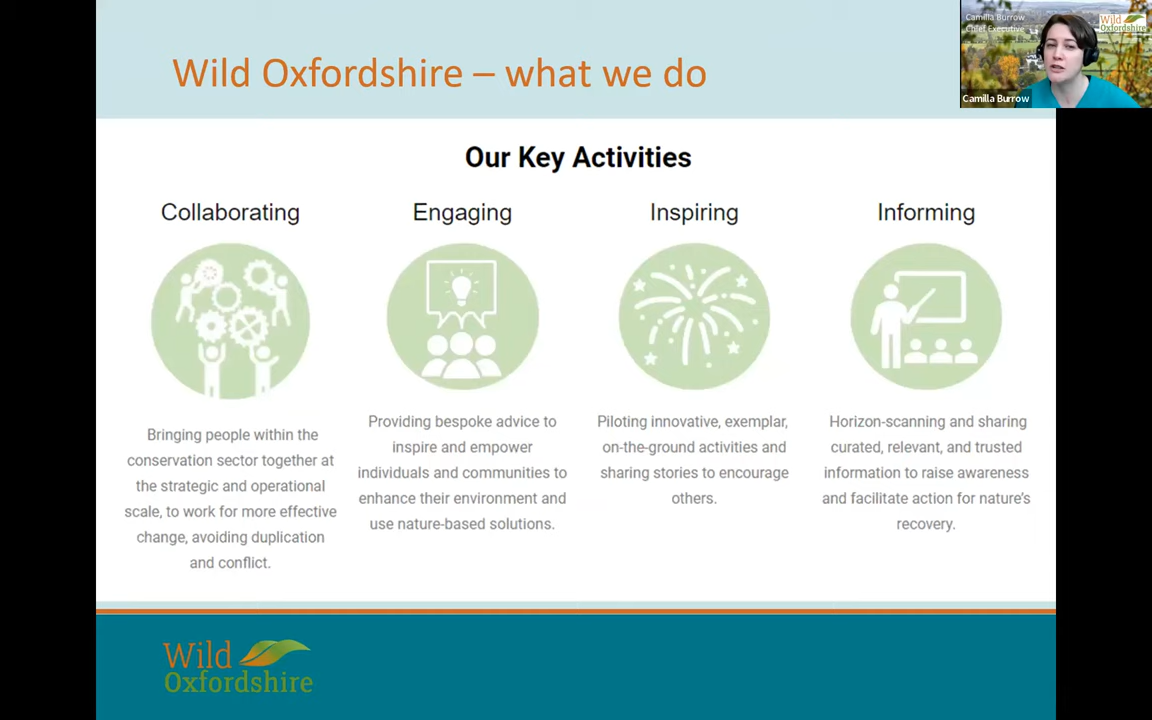 Wild Oxfordshire – what we do
Camilla Burrow
Chief Executive
Wild
Oxfordshire
Camilla Burrow
Our Key Activities
Collaborating
Bringing people within the
conservation sector together at
the strategic and operational
scale, to work for more effective
change, avoiding duplication
and conflict.
Engaging
Providing bespoke advice to
inspire and empower
individuals and communities to
enhance their environment and
use nature-based solutions.
Inspiring
Piloting innovative, exemplar,
on-the-ground activities and
sharing stories to encourage
others.
Informing
Horizon-scanning and sharing
curated, relevant, and trusted
information to raise awareness
and facilitate action for nature's
recovery.
Wild
Oxfordshire